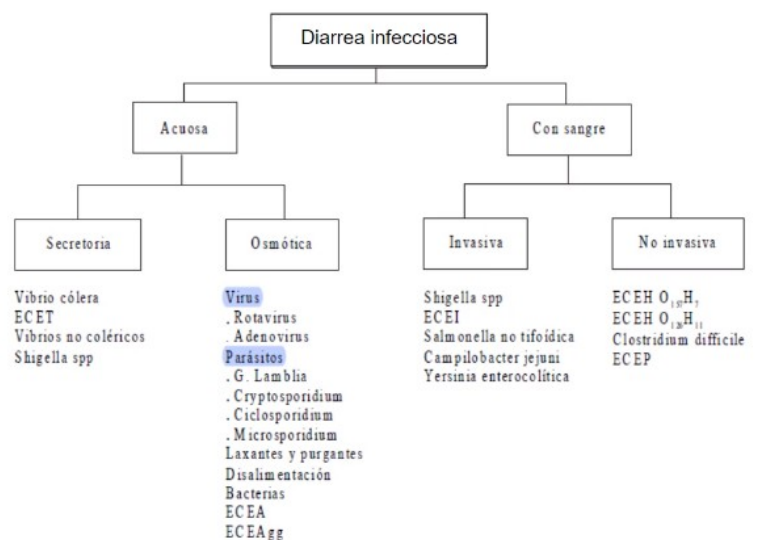 Diarrea infecciosa
Acuosa
Con sangre
Secretoria
Osmótica
Invasiva
No invasiva
Vibrio cólera
ECET
Vibrios no coléricos
Shigella spp
Virus
. Rotavirus
. Adenovirus
Parásitos
. G. Lamblia
. Cryptosporidium
. Ciclosporidium
. Microsporidium
Laxantes y purgantes
Disalimentación
Bacterias
ECEA
ECEAgg
Shigella spp
ECEI
Salmonella no tifoídica
Campilobacter jejuni
Yersinia enterocolítica
ECEH O₁₅₇H₇
ECEH O₁₂₆H₁₁
Clostridium difficile
ECEP